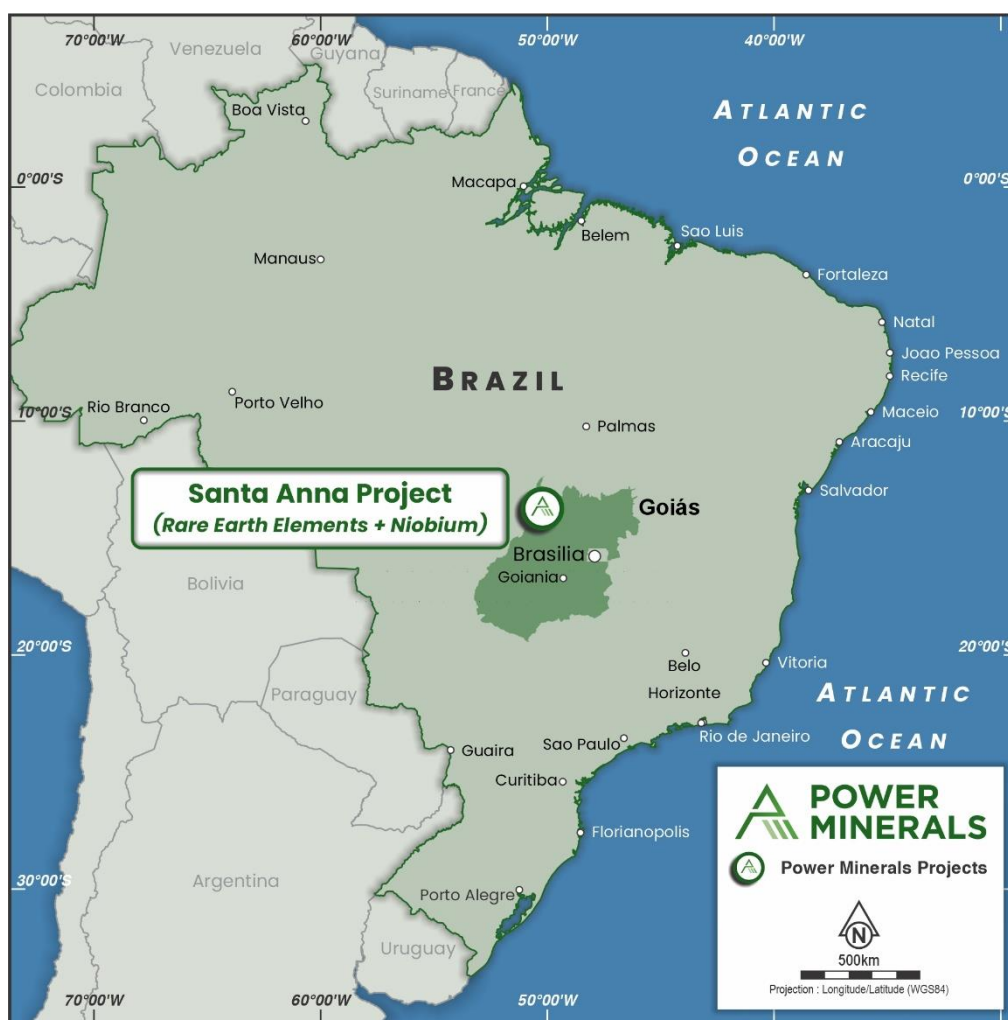 70°00'W
60°00'W
50°00'W
40°00'W
Venezuela
Guyana
Colombia
Suriname
France
Boa Vista
ATLANTIC
OCEAN
Macapa
0°00'S
0°00'S
Belem
Sao Luis
Manaus
Fortaleza
Natal
Joao Pessoa
BRAZIL
Recife
Rio Branco
Porto Velho
10°00'S
Maceio
10°00'S
Palmas
Aracaju
Santa Anna Project
(Rare Earth Elements + Niobium)
Goiás
Salvador
Brasilia
Goiania
Bolivia
20°00'S
20°00'S
Belo
Horizonte
Vitoria
Paraguay
ATLANTIC
OCEAN
Guaira
Sao Paulo
Rio de Janeiro
Curitiba
Florianopolis
POWER
MINERALS
Power Minerals Projects
Argentina
30°00'S
Porto Alegre
Uruguay
N
500km
Projection : Longitude/Latitude (WGS84)
70°00'W
60°00'W
50°00'W